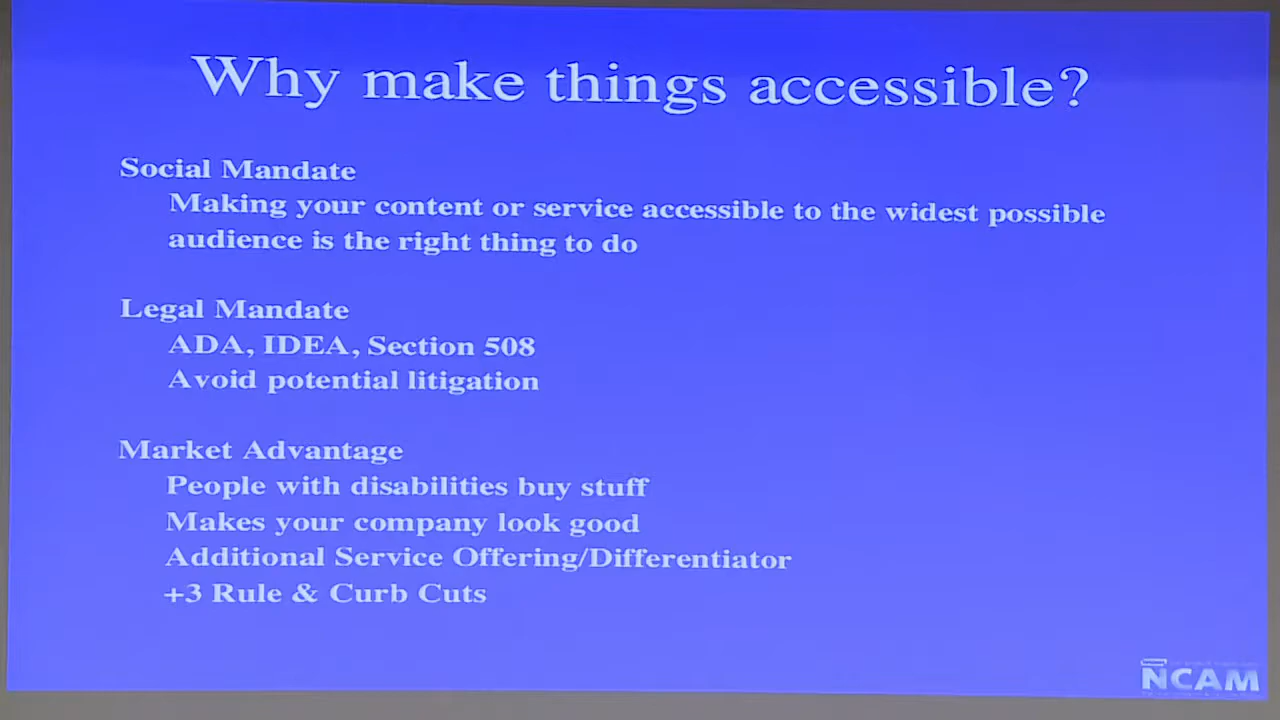 Why make things accessible?
Social Mandate
Making your content or service accessible to the widest possible
audience is the right thing to do
Legal Mandate
ADA, IDEA, Section 508
Avoid potential litigation
Market Advantage
People with disabilities buy stuff
Makes your company look good
Additional Service Offering/Differentiator
+3 Rule & Curb Cuts
NCAM